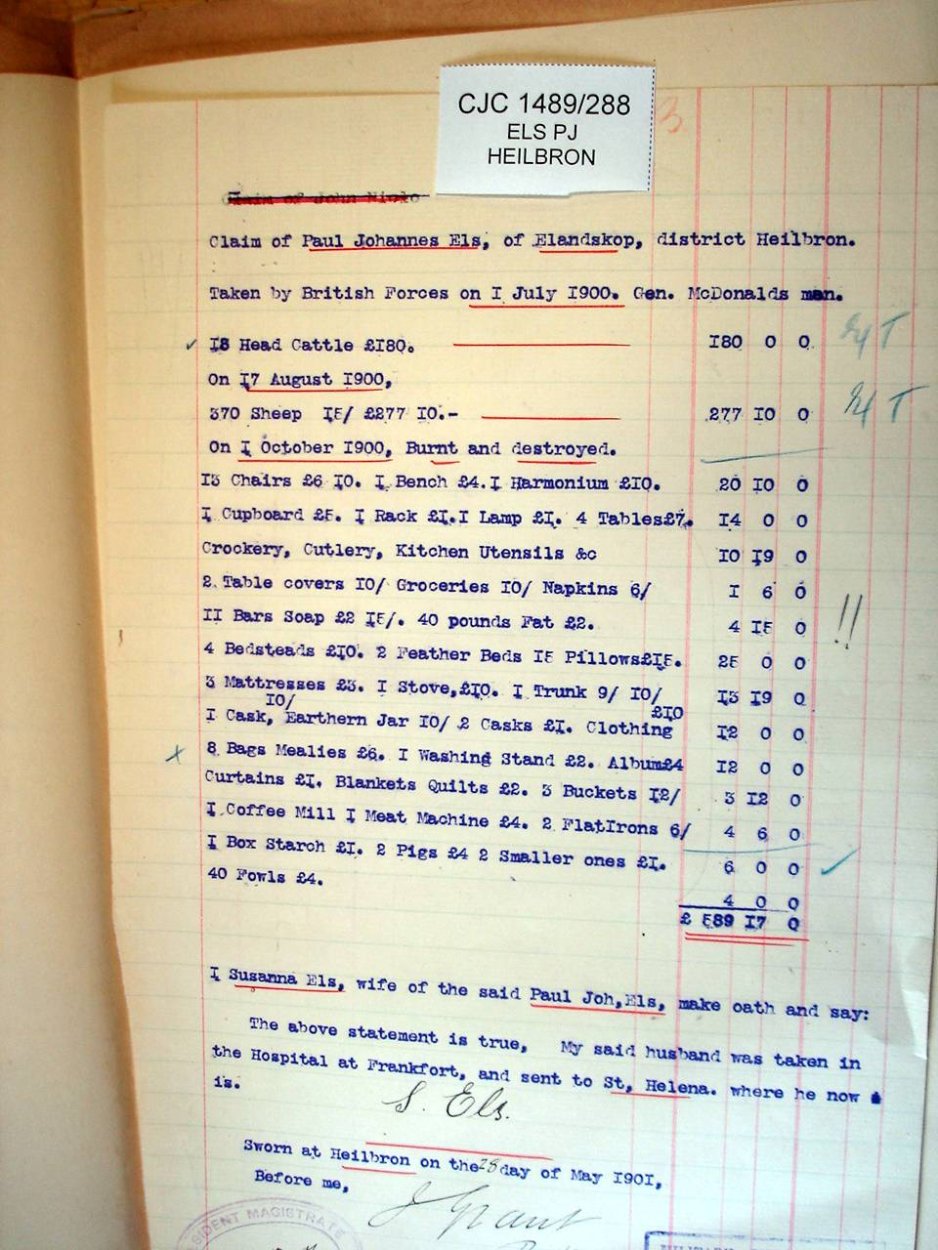 3
CJC 1489/288
ELS PJ
HEILBRON
Claim of John
Claim of Paul Johannes Els, of Elandskop, district Heilbron.
Taken by British Forces on I July I900. Gen. McDonalds man.
✓ I8 Head Cattle £I80. I80 0 0
On I7 August I900,
370 Sheep I5/ £277 I0.- 277 I0 0
On I October I900, Burnt and destroyed.
I3 Chairs £6 I0. I Bench £4.I Harmonium £I0. 20 I0 0
I Cupboard £5. I Rack £I.I Lamp £I. 4 Tables£7. I4 0 0
Crockery, Cutlery, Kitchen Utensils &c I0 I9 0
2 Table covers I0/ Groceries I0/ Napkins 6/ I 6 0
II Bars Soap £2 I5/. 40 pounds Fat £2. 4 I5 0 !!
4 Bedsteads £I0. 2 Feather Beds I5 Pillows£I5. 25 0 0
3 Mattresses £3. I Stove,£I0. I Trunk 9/ I0/ I3 I9 0
I0/ £I0
I Cask, Earthern Jar I0/ 2 Casks £I. Clothing I2 0 0
x 8 Bags Mealies £6. I Washing Stand £2. Album£4 I2 0 0
Curtains £I. Blankets Quilts £2. 3 Buckets I2/ 3 I2 0
I Coffee Mill I Meat Machine £4. 2 FlatIrons 6/ 4 6 0
I Box Starch £I. 2 Pigs £4 2 Smaller ones £I. 6 0 0 ✓
40 Fowls £4. 4 0 0
£ 589 I7 0
I Susanna Els, wife of the said Paul Joh,Els, make oath and say:
The above statement is true, My said husband was taken in
the Hospital at Frankfort, and sent to St, Helena. where he now
is.
S. Els.
Sworn at Heilbron on the 28 day of May I90I,
Before me,
J Grant
RESIDENT MAGISTRATE